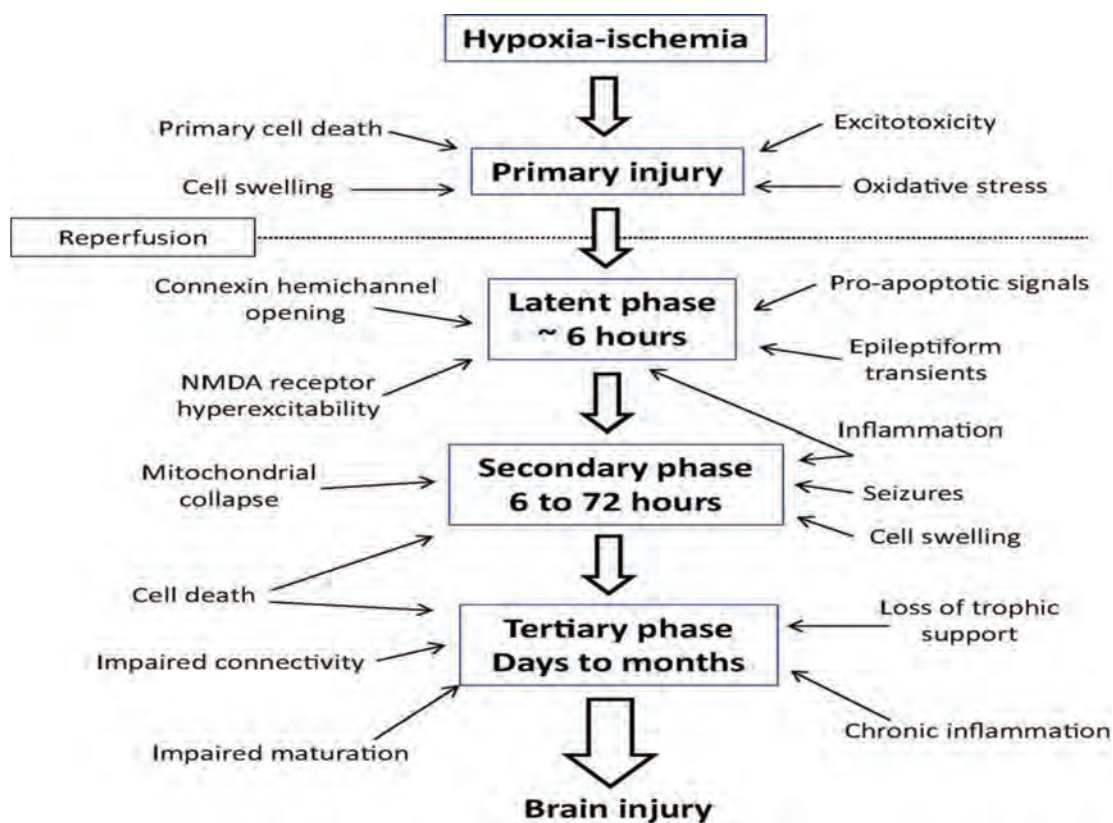 Hypoxia-ischemia
Primary cell death
Excitotoxicity
Primary injury
Cell swelling
Oxidative stress
Reperfusion
Connexin hemichannel
opening
Latent phase
~ 6 hours
Pro-apoptotic signals
Epileptiform
transients
NMDA receptor
hyperexcitability
Inflammation
Mitochondrial
collapse
Secondary phase
6 to 72 hours
Seizures
Cell swelling
Cell death
Tertiary phase
Days to months
Loss of trophic
support
Impaired connectivity
Impaired maturation
Chronic inflammation
Brain injury